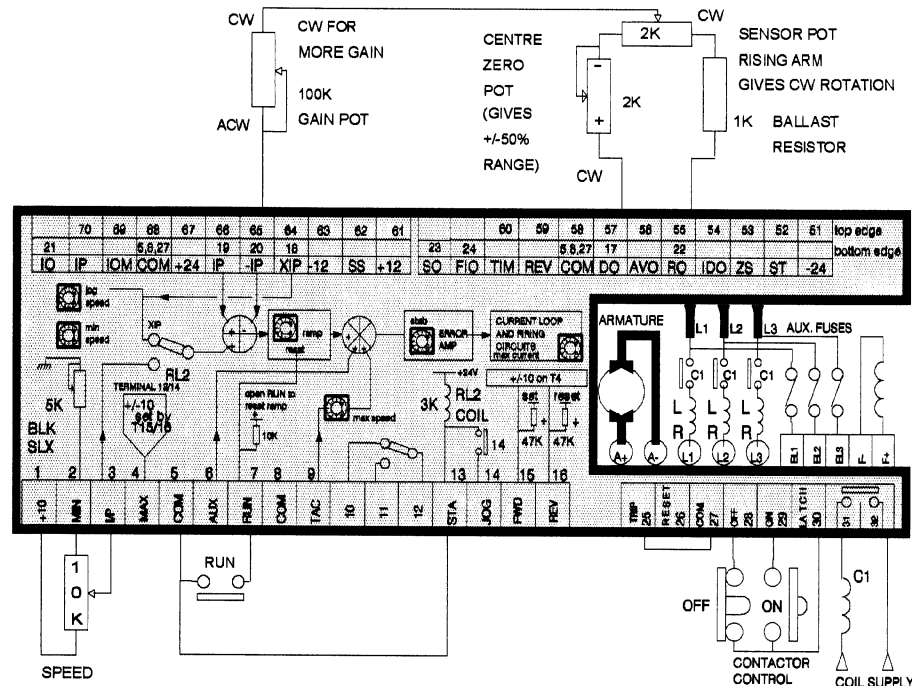 CW
CW FOR
MORE GAIN
100K
GAIN POT
ACW
CENTRE
ZERO
POT
(GIVES
+/-50%
RANGE)
CW
2K
CW
-
2K
+
SENSOR POT
RISING ARM
GIVES CW ROTATION
1K BALLAST
RESISTOR
70 69 68 67 66 65 64 63 62 61 60 59 58 57 56 55 54 53 52 51 top edge
21 5,8,27 19 20 18 23 24 5,8,27 17 22 bottom edge
IO IP IOM COM +24 IP -IP XIP -12 SS +12 SO FIO TIM REV COM DO AVO RO IDO ZS ST -24
jog
speed
min
speed
XIP
RL2
+ -
ramp
reset
stab
ERROR
AMP
CURRENT LOOP
AND FIRING
CIRCUITS
max current
ARMATURE
L1 L2 L3 AUX. FUSES
C1 C1 C1
L L L
R R R
A+ A- L1 L2 L3 EL1 EL2 EL3 F- F+
5K
BLK
SLX
TERMINAL 12/14
+/-10
set by
T15/16
open RUN to
reset ramp
10K
max speed
+24V
3K
RL2
COIL
14
+/-10 on T4
set reset
+ +
47K 47K
1 2 3 4 5 6 7 8 9 10 11 12 13 14 15 16
+10 MIN I/P MAX COM AUX RUN COM TAC STA JOG FWD REV
TRIP RESET COM OFF ON LATCH
25 26 27 28 29 30 31 32
10K
SPEED
RUN
OFF ON
CONTACTOR
CONTROL
C1
COIL SUPPLY